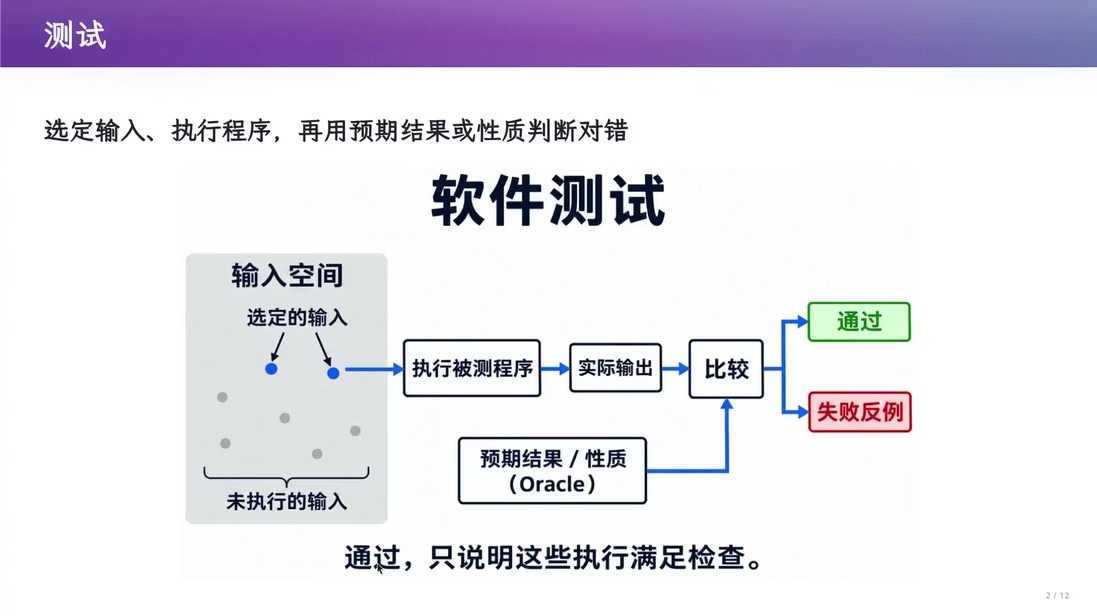 测试
选定输入、执行程序，再用预期结果或性质判断对错
软件测试
输入空间
选定的输入
未执行的输入
执行被测程序
实际输出
比较
通过
失败反例
预期结果 / 性质
（Oracle）
通过，只说明这些执行满足检查。
2 / 12